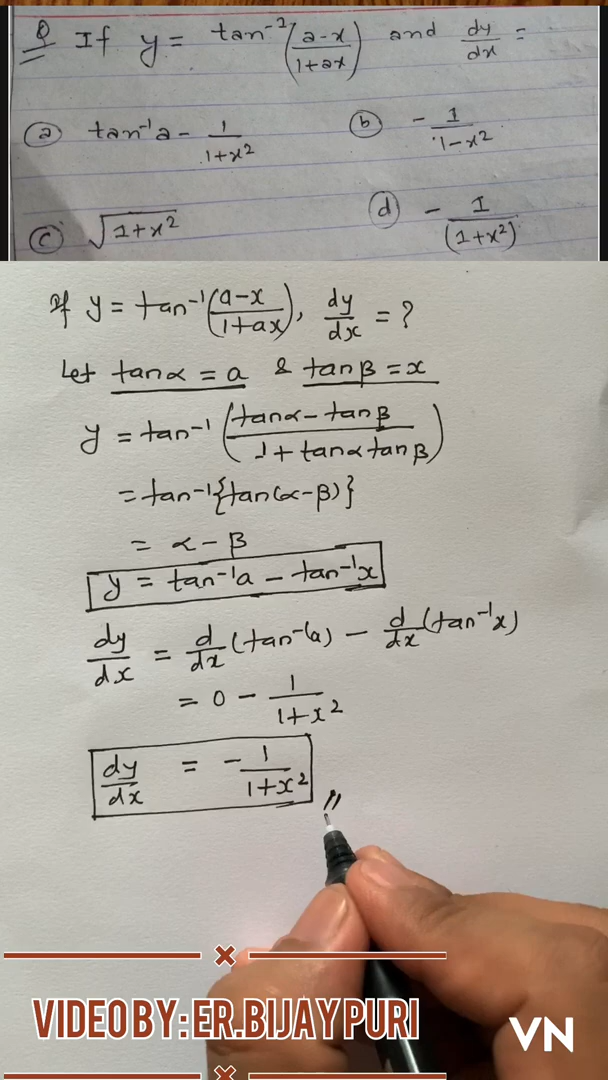 Q If y = tan⁻¹((a-x)/(1+ax)) and dy/dx =
(a) tan⁻¹a - 1/(1+x²) (b) - 1/(1-x²)
(c) √(1+x²) (d) - 1/(1+x²)
If y = tan⁻¹((a-x)/(1+ax)), dy/dx = ?
Let tanα = a & tanβ = x
y = tan⁻¹((tanα - tanβ)/(1 + tanα tanβ))
= tan⁻¹{tan(α-β)}
= α - β
y = tan⁻¹a - tan⁻¹x
dy/dx = d/dx (tan⁻¹a) - d/dx (tan⁻¹x)
= 0 - 1/(1+x²)
dy/dx = - 1/(1+x²) "
VIDEO BY: ER.BIJAY PURI
VN